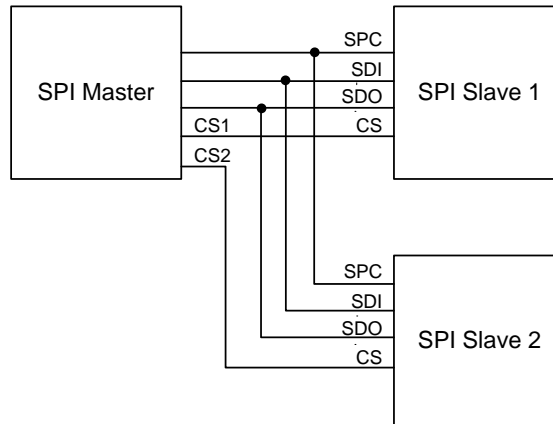 SPI Master
CS1
CS2
SPC
SDI
SDO
CS
SPI Slave 1
SPC
SDI
SDO
CS
SPI Slave 2